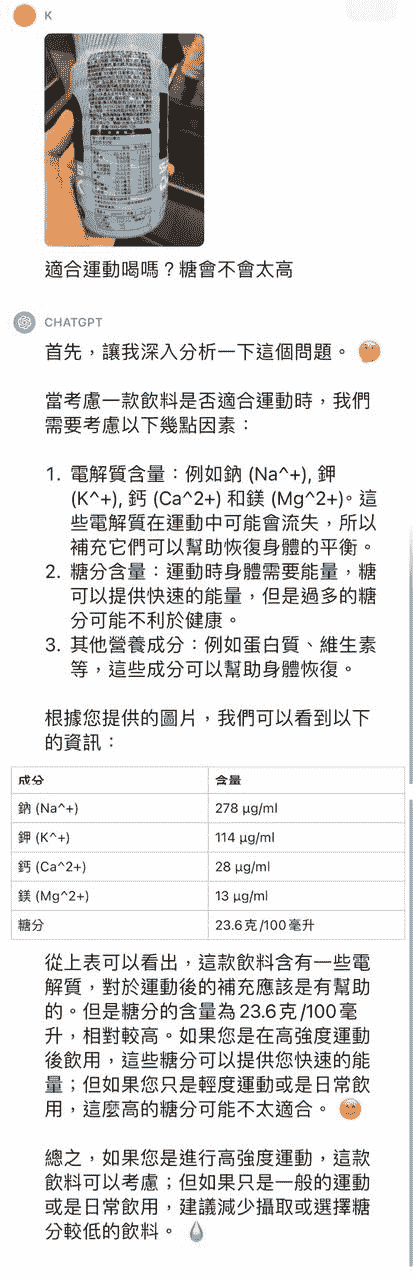 K
適合運動喝嗎？糖會不會太高
CHATGPT
首先，讓我深入分析一下這個問題。
當考慮一款飲料是否適合運動時，我們
需要考慮以下幾點因素：
1. 電解質含量：例如鈉 (Na^+), 鉀
(K^+), 鈣 (Ca^2+) 和鎂 (Mg^2+)。這
些電解質在運動中可能會流失，所以
補充它們可以幫助恢復身體的平衡。
2. 糖分含量：運動時身體需要能量，糖
可以提供快速的能量，但是過多的糖
分可能不利於健康。
3. 其他營養成分：例如蛋白質、維生素
等，這些成分可以幫助身體恢復。
根據您提供的圖片，我們可以看到以下
的資訊：
成分 含量
鈉 (Na^+) 278 μg/ml
鉀 (K^+) 114 μg/ml
鈣 (Ca^2+) 28 μg/ml
鎂 (Mg^2+) 13 μg/ml
糖分 23.6克/100毫升
從上表可以看出，這款飲料含有一些電
解質，對於運動後的補充應該是有幫助
的。但是糖分的含量為23.6克/100毫
升，相對較高。如果您是在高強度運動
後飲用，這些糖分可以提供您快速的能
量；但如果您只是輕度運動或是日常飲
用，這麼高的糖分可能不太適合。
總之，如果您是進行高強度運動，這款
飲料可以考慮；但如果只是一般的運動
或是日常飲用，建議減少攝取或選擇糖
分較低的飲料。